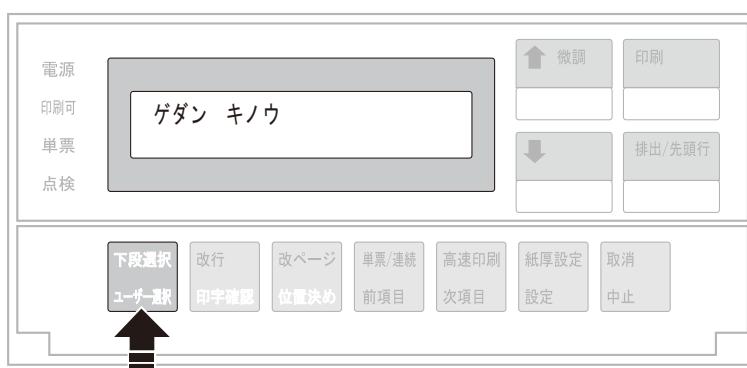 電源
印刷可
単票
点検
ゲダン キノウ
微調
印刷
排出/先頭行
下段選択
ユーザー選択
改行
印字確認
改ページ
位置決め
単票/連続
前項目
高速印刷
次項目
紙厚設定
設定
取消
中止